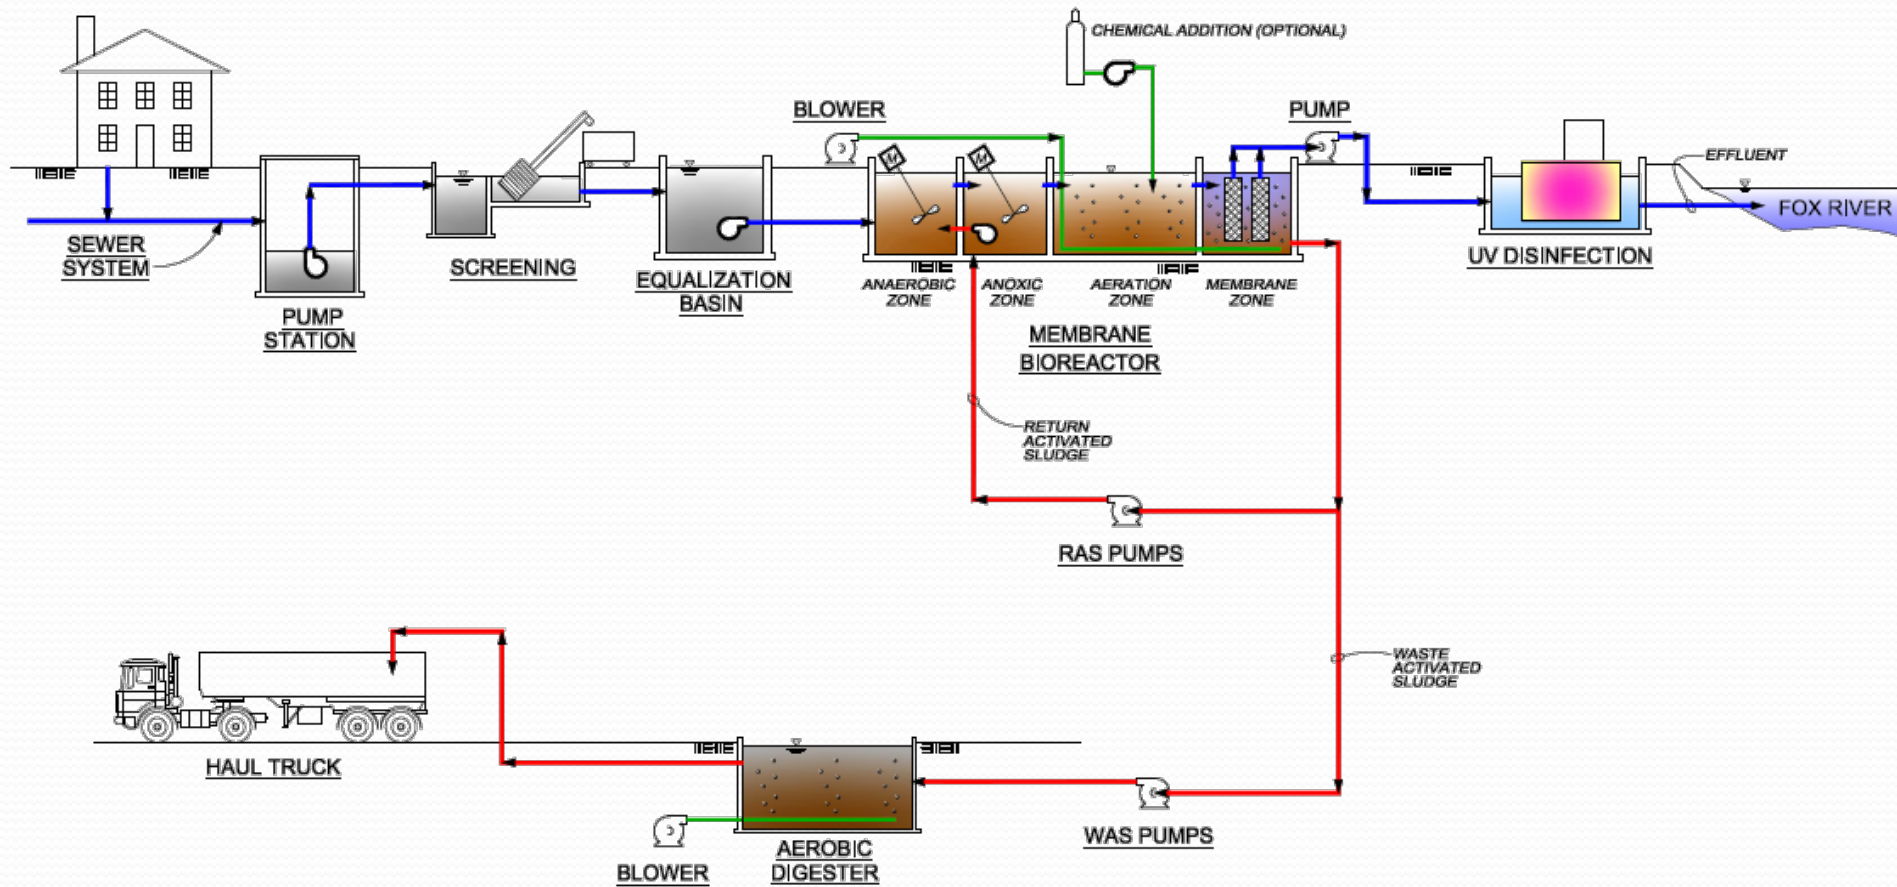 CHEMICAL ADDITION (OPTIONAL)
BLOWER
PUMP
EFFLUENT
FOX RIVER
SEWER
SYSTEM
SCREENING
EQUALIZATION
BASIN
PUMP
STATION
ANAEROBIC
ZONE
ANOXIC
ZONE
AERATION
ZONE
MEMBRANE
ZONE
MEMBRANE
BIOREACTOR
UV DISINFECTION
RETURN
ACTIVATED
SLUDGE
RAS PUMPS
WASTE
ACTIVATED
SLUDGE
HAUL TRUCK
WAS PUMPS
AEROBIC
DIGESTER
BLOWER